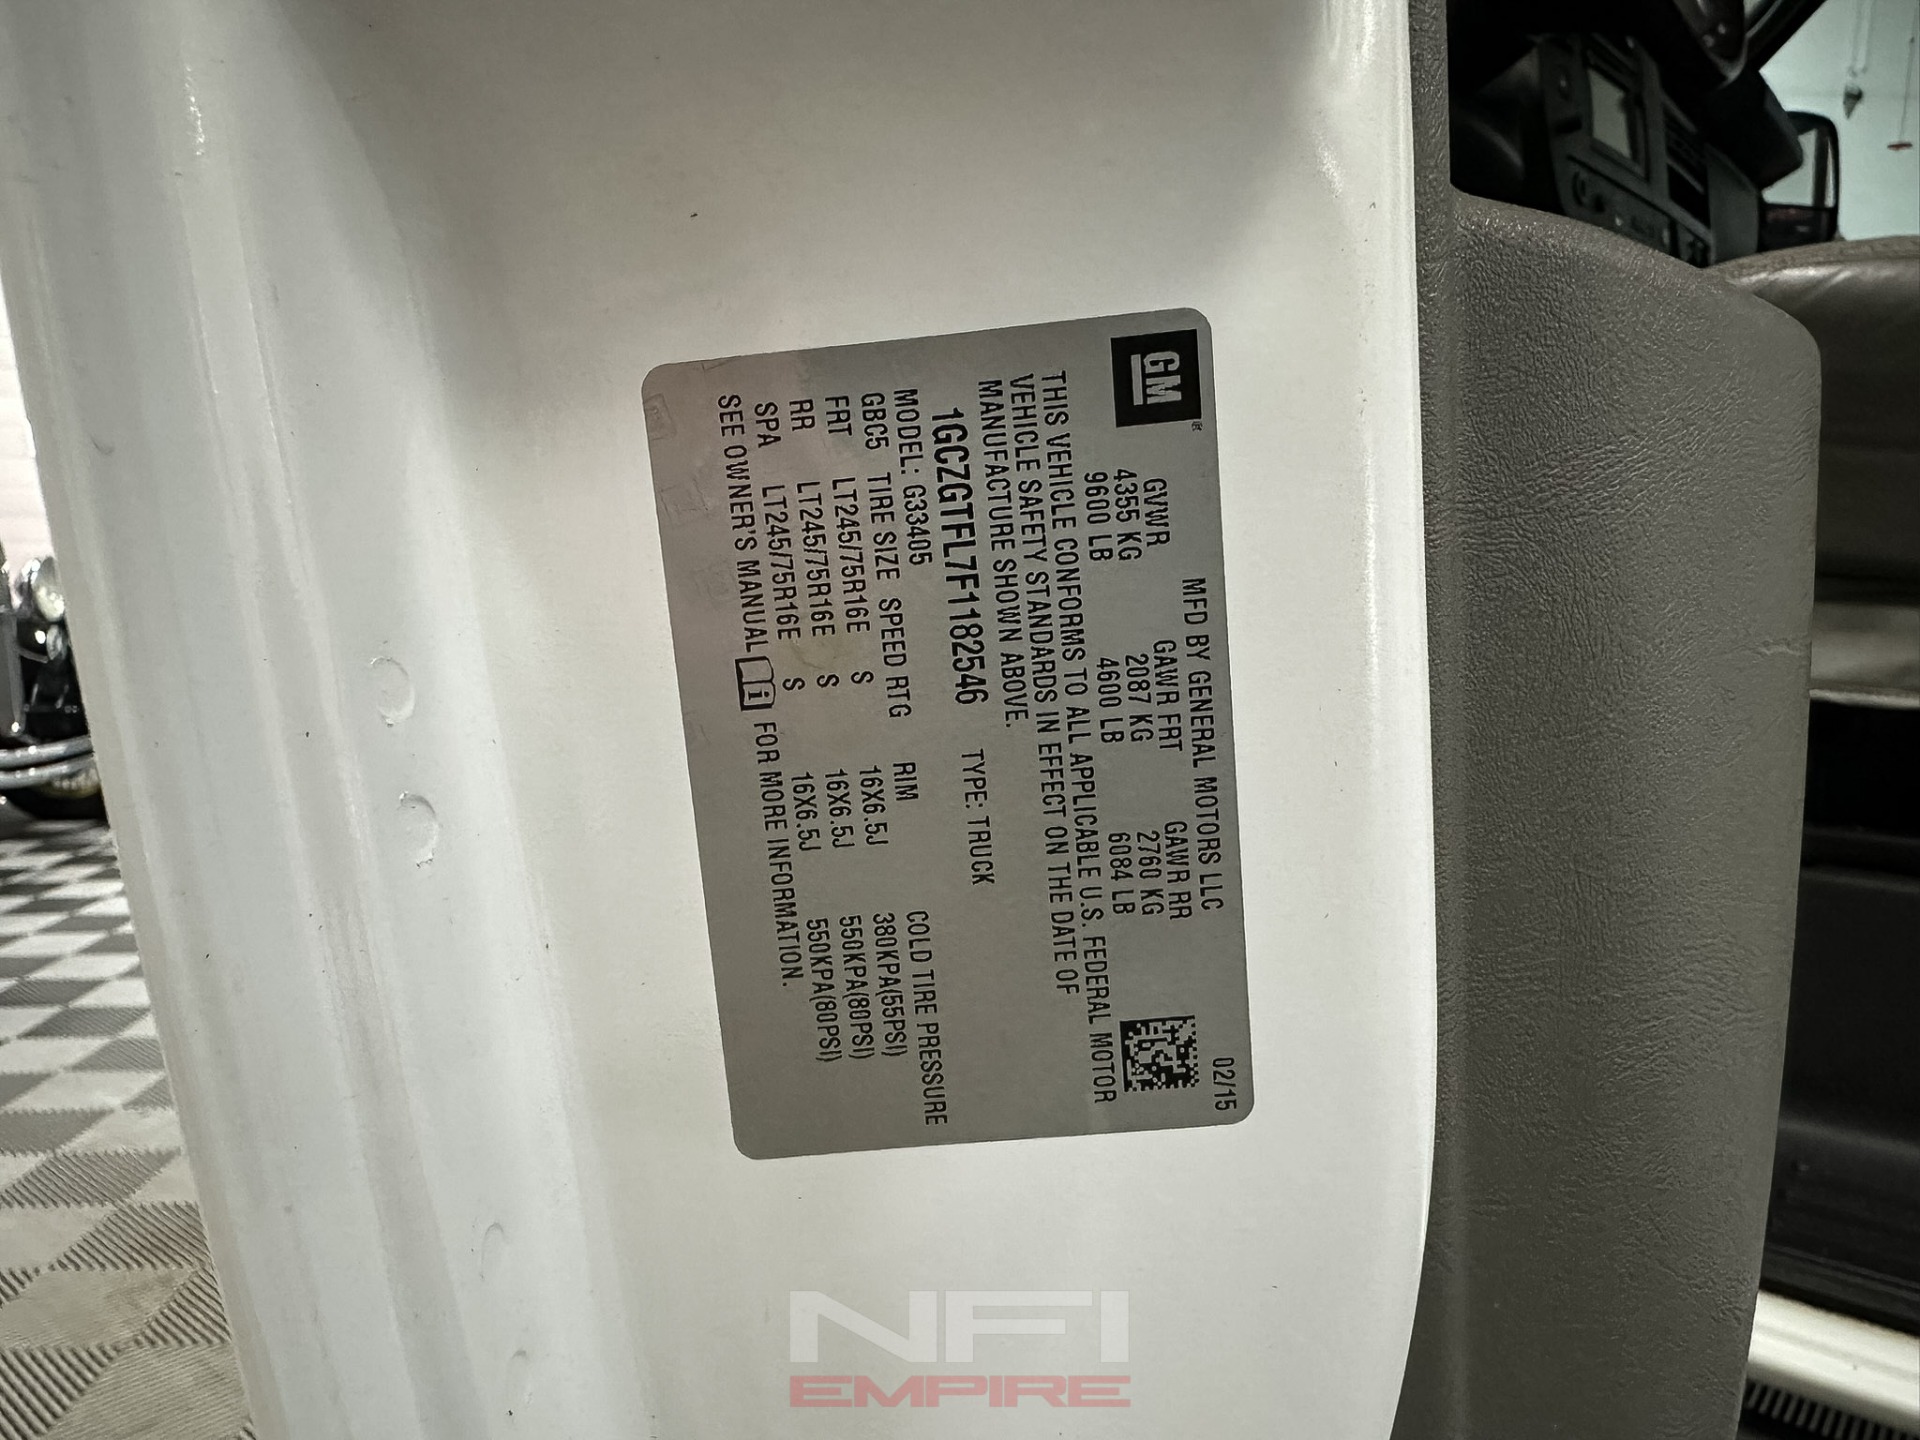 GM
MFD BY GENERAL MOTORS LLC 02/15
GVWR GAWR FRT GAWR RR
4355 KG 2087 KG 2760 KG
9600 LB 4600 LB 6084 LB
THIS VEHICLE CONFORMS TO ALL APPLICABLE U.S. FEDERAL MOTOR
VEHICLE SAFETY STANDARDS IN EFFECT ON THE DATE OF
MANUFACTURE SHOWN ABOVE.
1GCZGTFL7F1182546 TYPE: TRUCK
MODEL: G33405
GBC5 TIRE SIZE SPEED RTG RIM COLD TIRE PRESSURE
FRT LT245/75R16E S 16X6.5J 380KPA(55PSI)
RR LT245/75R16E S 16X6.5J 550KPA(80PSI)
SPA LT245/75R16E S 16X6.5J 550KPA(80PSI)
SEE OWNER'S MANUAL i FOR MORE INFORMATION.
NFI
EMPIRE